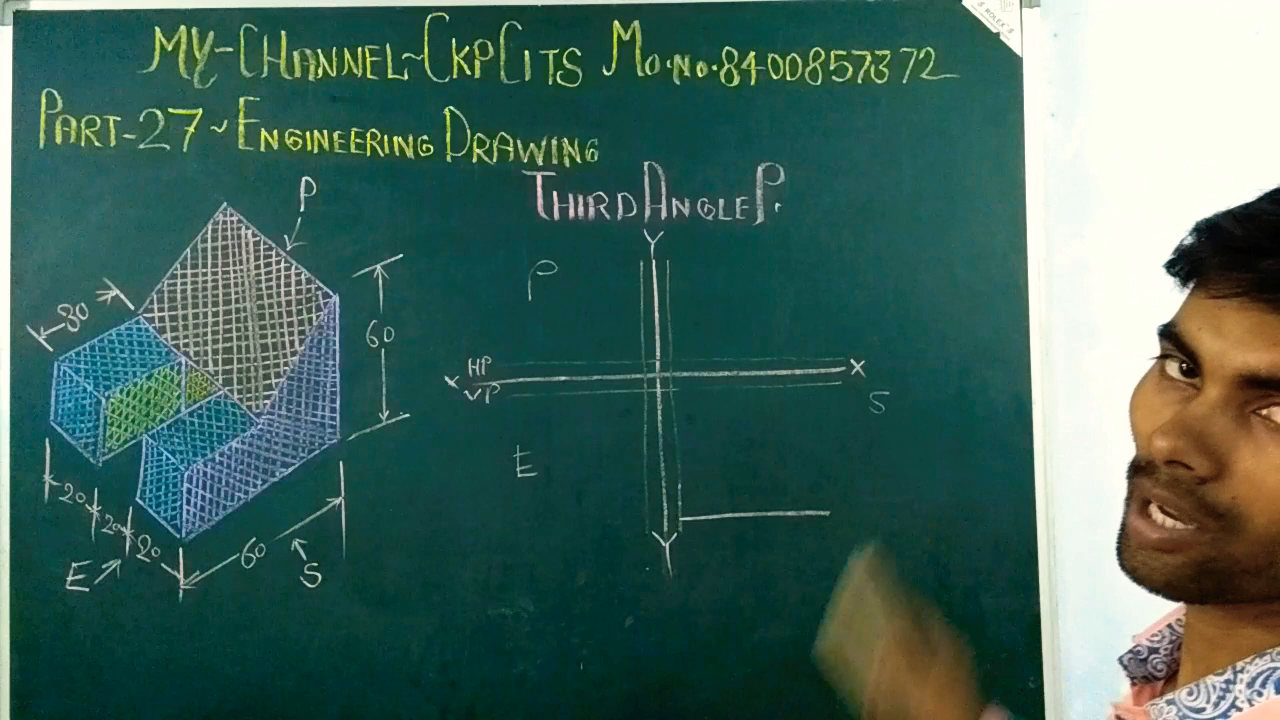 MY-CHANNEL~CKPCITS MO.NO.8400857372
PART-27~ENGINEERING DRAWING
THIRD ANGLE P.
P
30
60
20
20
20
60
E
S
Y
P
HP
X
X
VP
S
E
Y